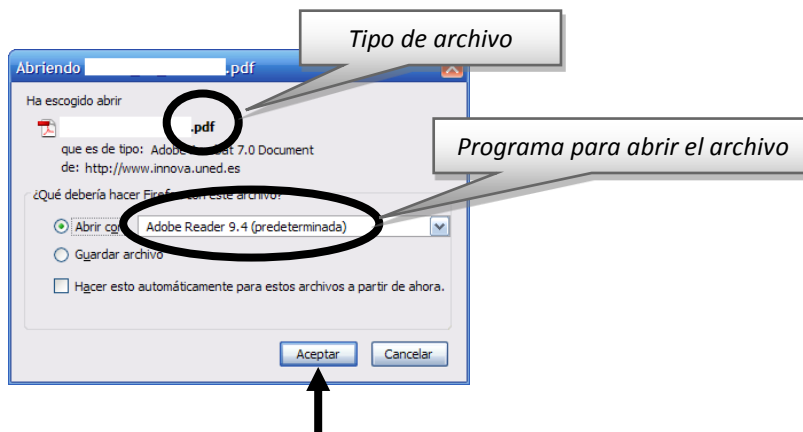 Tipo de archivo
Abriendo .pdf
Ha escogido abrir
.pdf
que es de tipo: Adobe Acrobat 7.0 Document
de: http://www.innova.uned.es
Programa para abrir el archivo
¿Qué debería hacer Firefox con este archivo?
Abrir con Adobe Reader 9.4 (predeterminada)
Guardar archivo
Hacer esto automáticamente para estos archivos a partir de ahora.
Aceptar Cancelar